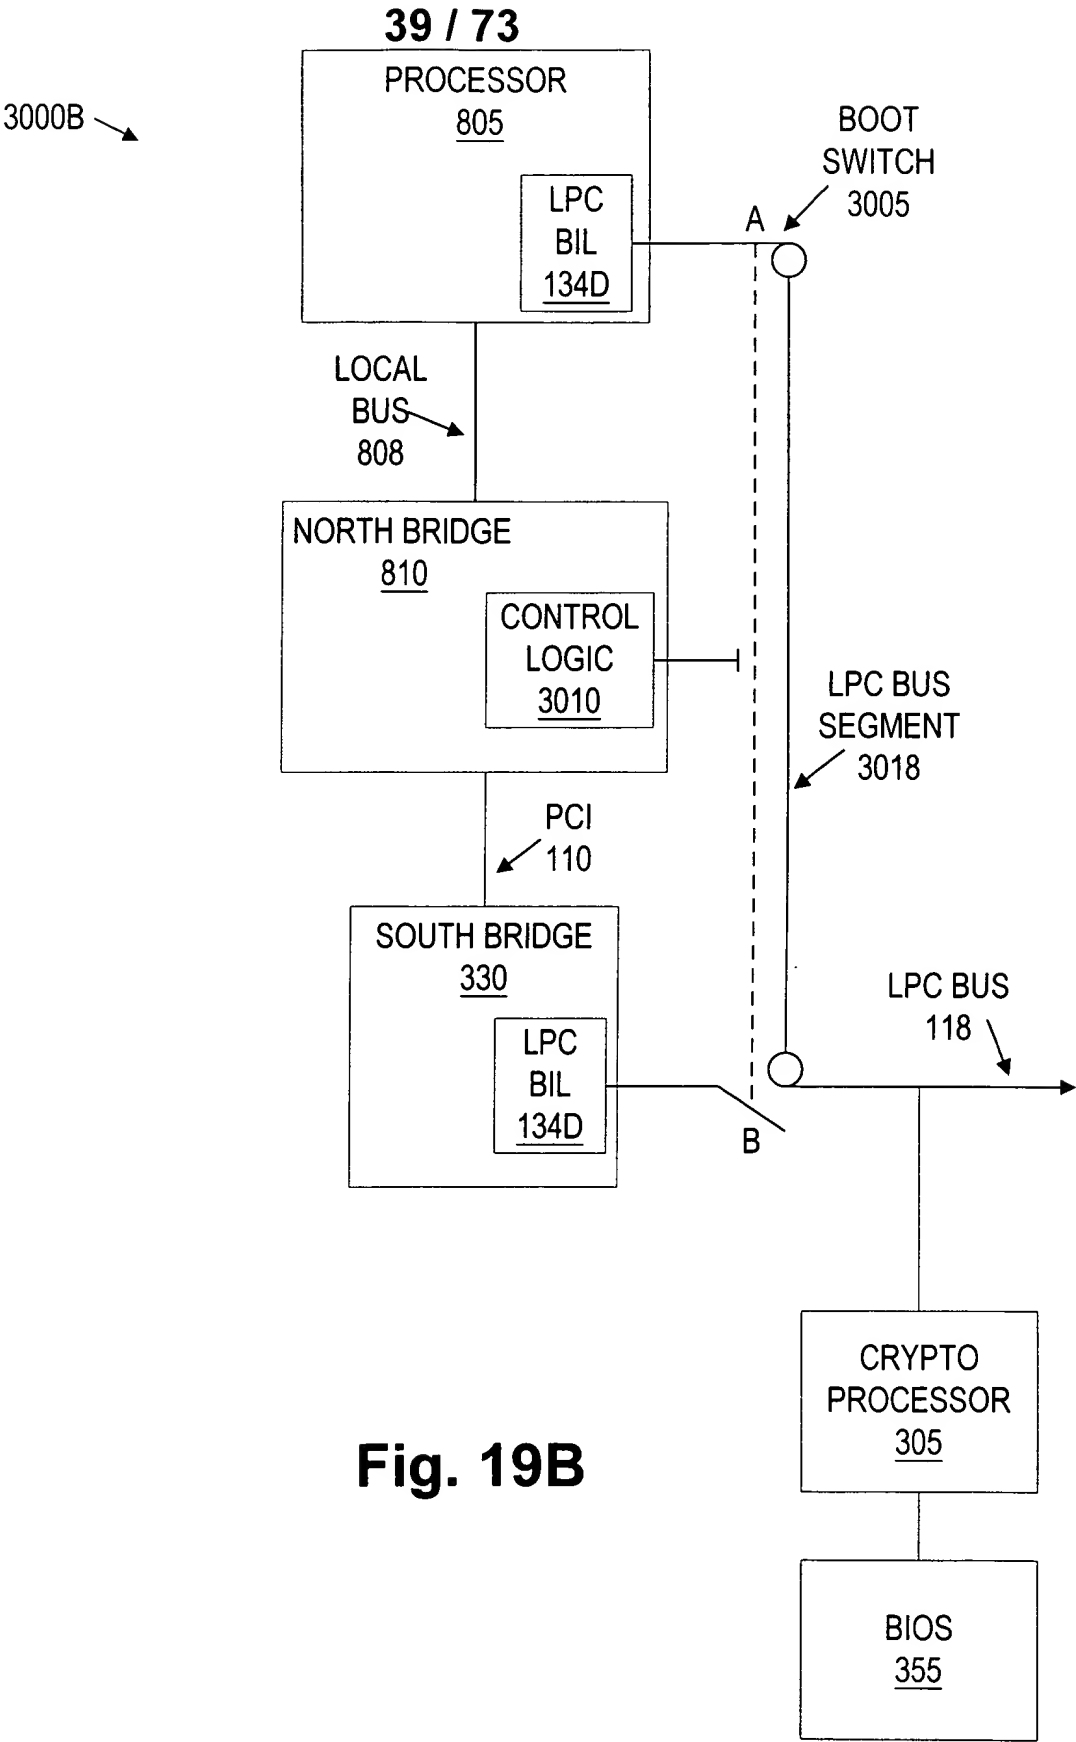 39 / 73
3000B
PROCESSOR
805
LPC
BIL
134D
BOOT
SWITCH
3005
A
LOCAL
BUS
808
NORTH BRIDGE
810
CONTROL
LOGIC
3010
LPC BUS
SEGMENT
3018
PCI
110
SOUTH BRIDGE
330
LPC
BIL
134D
B
LPC BUS
118
CRYPTO
PROCESSOR
305
BIOS
355
Fig. 19B